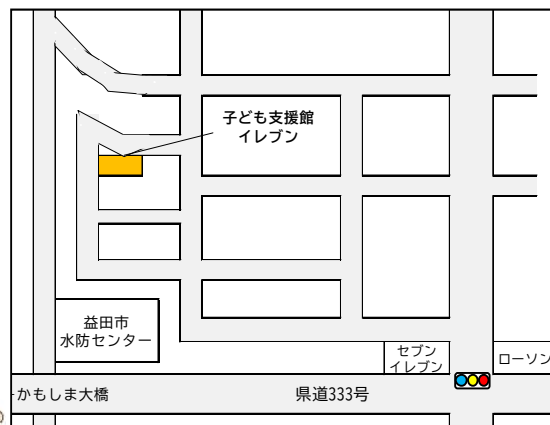 子ども支援館
イレブン
益田市
水防センター
セブン
イレブン
ローソン
かもしま大橋
県道333号